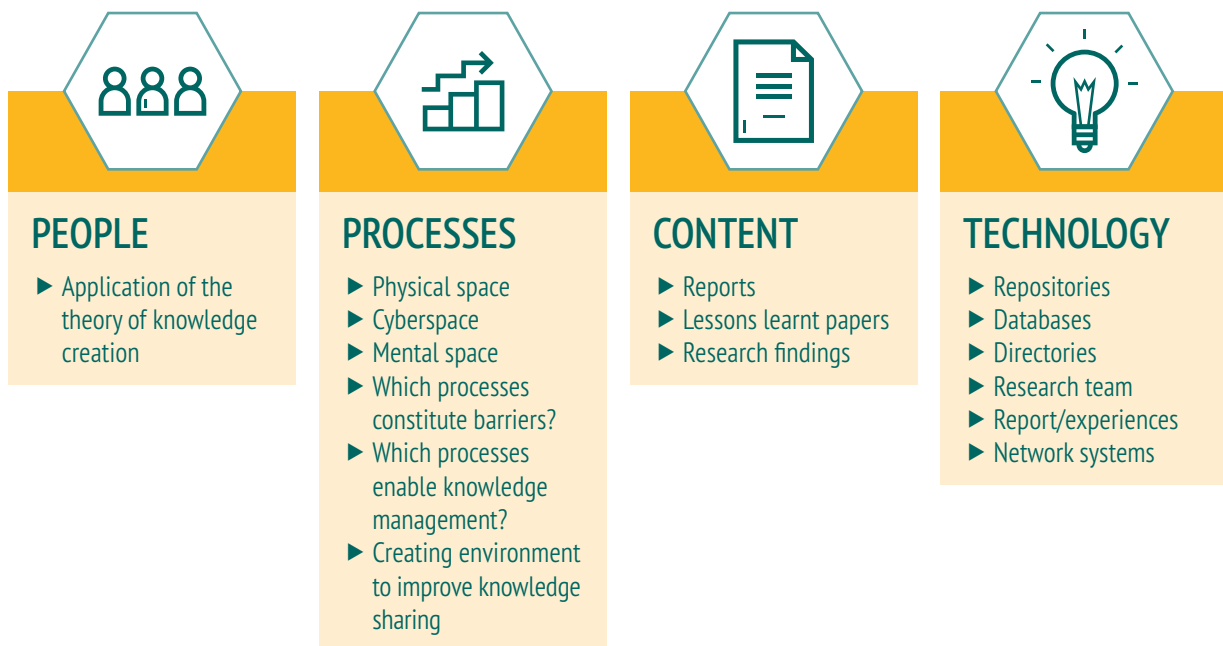 PEOPLE
▶ Application of the
theory of knowledge
creation
PROCESSES
▶ Physical space
▶ Cyberspace
▶ Mental space
▶ Which processes
constitute barriers?
▶ Which processes
enable knowledge
management?
▶ Creating environment
to improve knowledge
sharing
CONTENT
▶ Reports
▶ Lessons learnt papers
▶ Research findings
TECHNOLOGY
▶ Repositories
▶ Databases
▶ Directories
▶ Research team
▶ Report/experiences
▶ Network systems